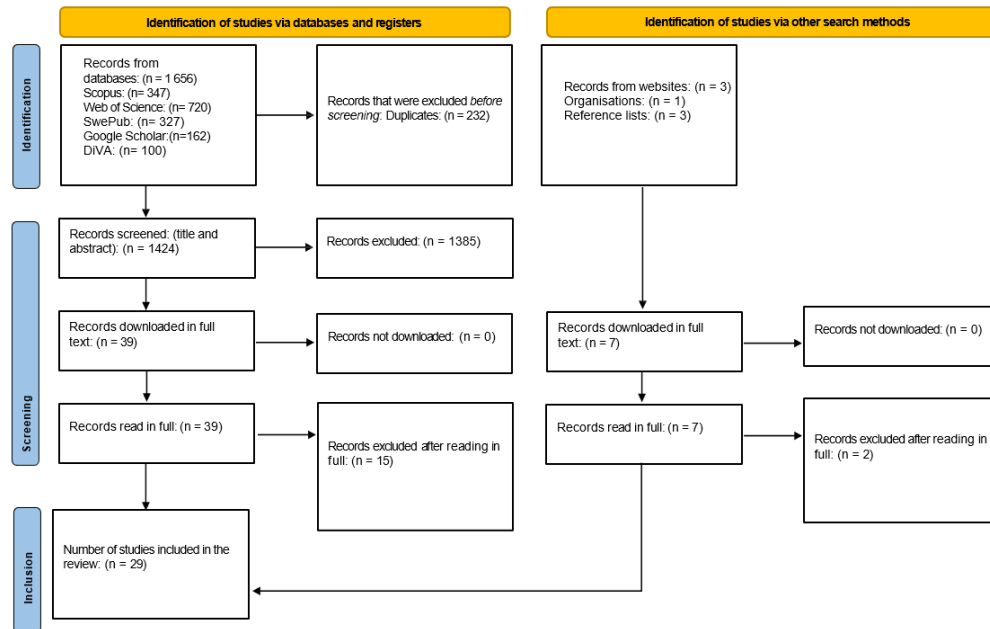 Identification of studies via databases and registers
Identification of studies via other search methods
Identification
Records from
databases: (n = 1 656)
Scopus: (n= 347)
Web of Science: (n= 720)
SwePub: (n= 327)
Google Scholar:(n=162)
DiVA: (n= 100)
Records that were excluded before
screening: Duplicates: (n = 232)
Records from websites: (n = 3)
Organisations: (n = 1)
Reference lists: (n = 3)
Screening
Records screened: (title and
abstract): (n = 1424)
Records excluded: (n = 1385)
Records downloaded in full
text: (n = 39)
Records not downloaded: (n = 0)
Records downloaded in full
text: (n = 7)
Records not downloaded: (n = 0)
Records read in full: (n = 39)
Records excluded after reading in
full: (n = 15)
Records read in full: (n = 7)
Records excluded after reading in
full: (n = 2)
Inclusion
Number of studies included in the
review: (n = 29)